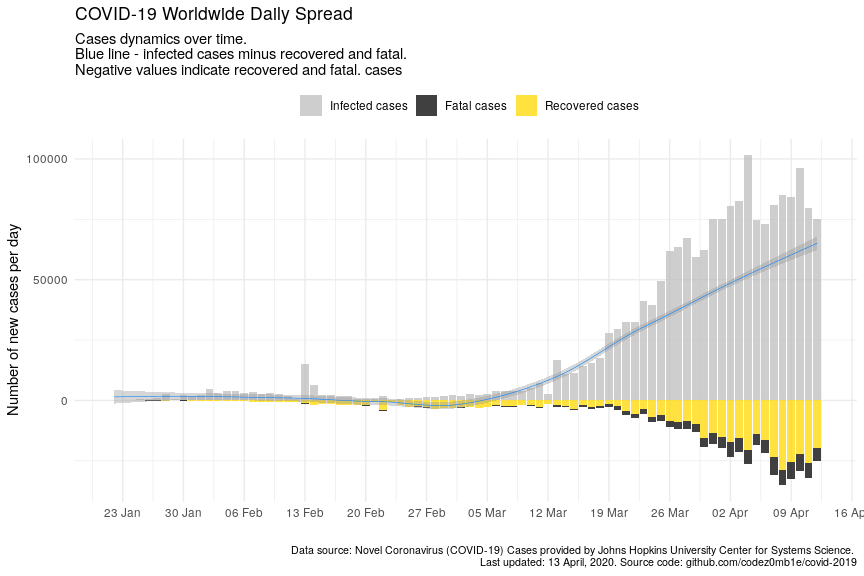 COVID-19 Worldwide Daily Spread
Cases dynamics over time.
Blue line - infected cases minus recovered and fatal.
Negative values indicate recovered and fatal. cases
Infected cases Fatal cases Recovered cases
Number of new cases per day
100000
50000
0
23 Jan 30 Jan 06 Feb 13 Feb 20 Feb 27 Feb 05 Mar 12 Mar 19 Mar 26 Mar 02 Apr 09 Apr 16 Ap
Data source: Novel Coronavirus (COVID-19) Cases provided by Johns Hopkins University Center for Systems Science.
Last updated: 13 April, 2020. Source code: github.com/codez0mb1e/covid-2019